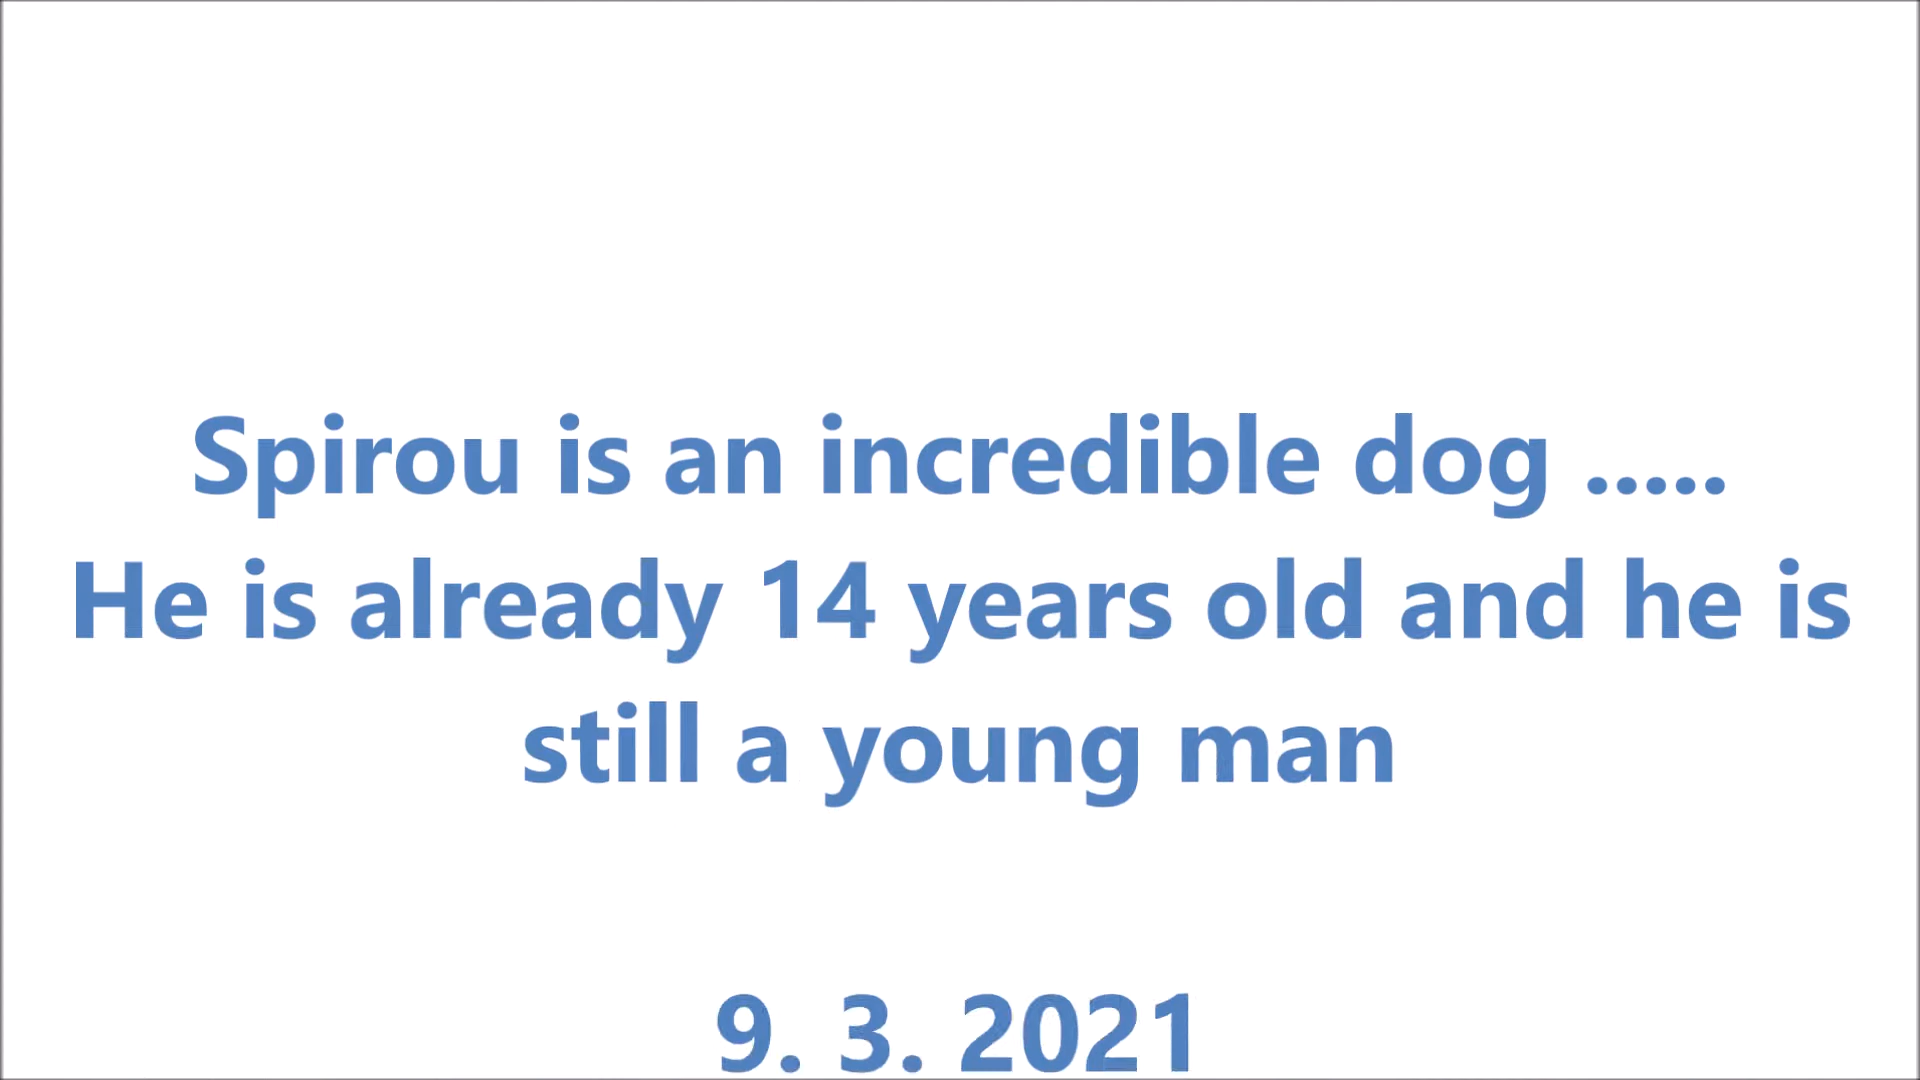 Spirou is an incredible dog .....
He is already 14 years old and he is
still a young man
9. 3. 2021